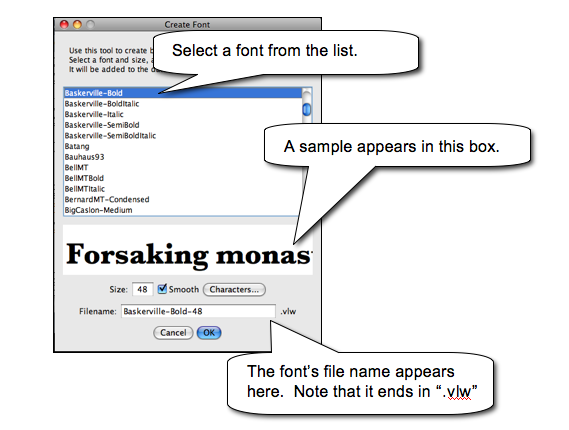 Create Font
Use this tool to create b
Select a font and size, a
It will be added to the d
Select a font from the list.
Baskerville-Bold
Baskerville-BoldItalic
Baskerville-Italic
Baskerville-SemiBold
Baskerville-SemiBoldItalic
Batang
Bauhaus93
BellMT
BellMTBold
BellMTItalic
BernardMT-Condensed
BigCaslon-Medium
A sample appears in this box.
Forsaking monas
Size: 48 Smooth Characters...
Filename: Baskerville-Bold-48 .vlw
Cancel OK
The font's file name appears
here. Note that it ends in “.vlw”